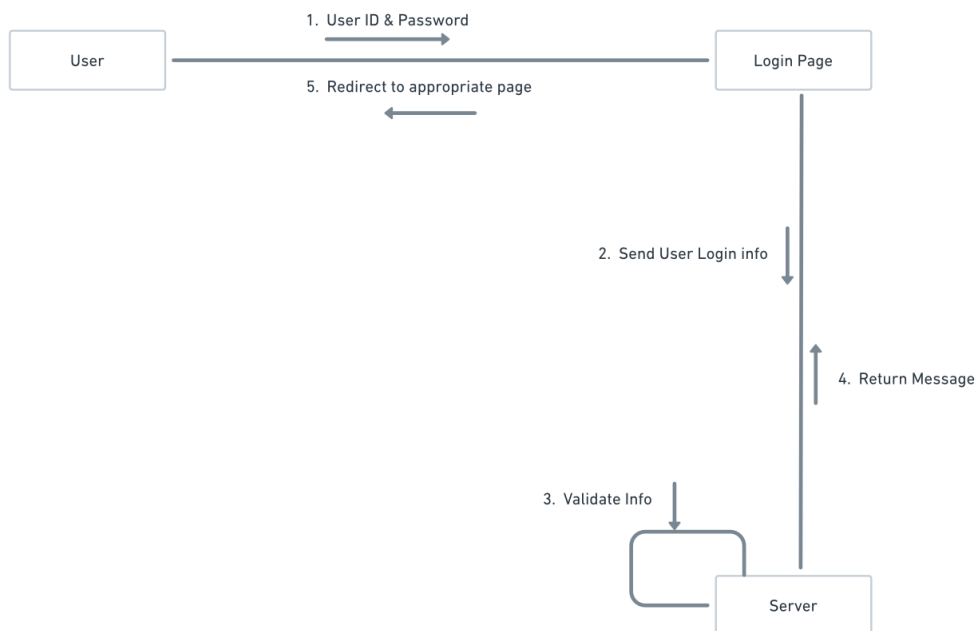 1. User ID & Password
User
Login Page
5. Redirect to appropriate page
2. Send User Login info
4. Return Message
3. Validate Info
Server